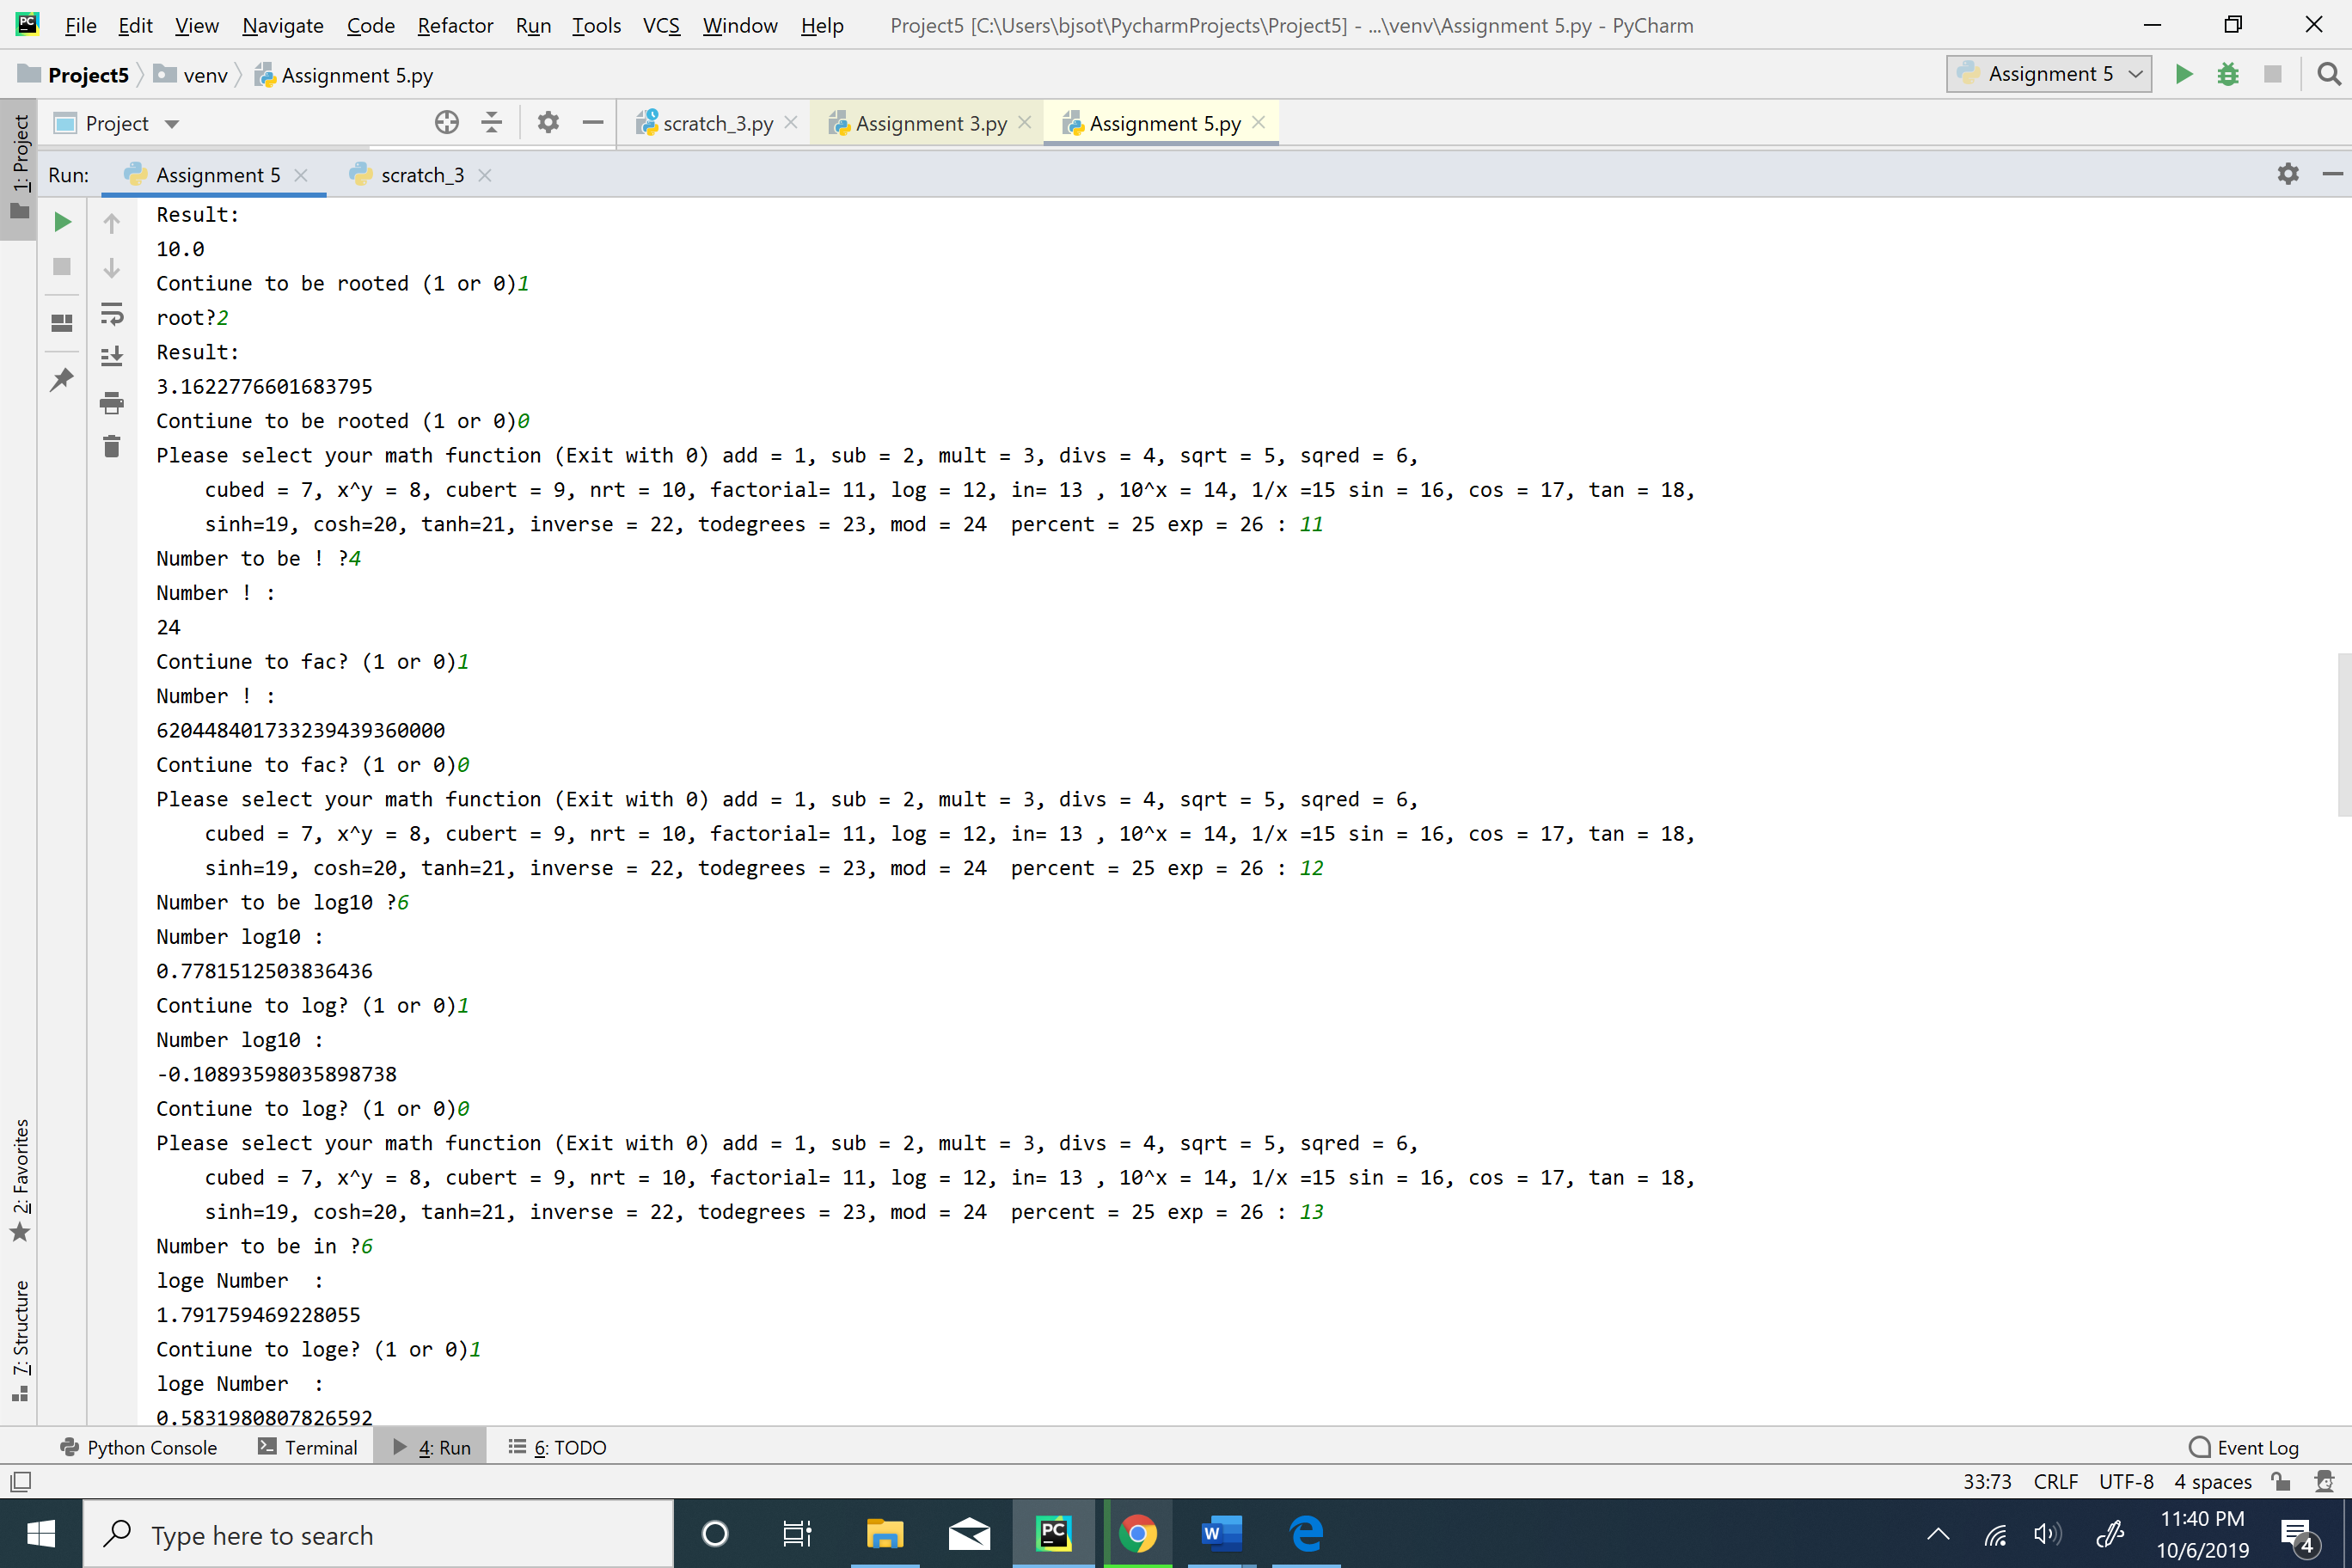 PC File Edit View Navigate Code Refactor Run Tools VCS Window Help Project5 [C:\Users\bjsot\PycharmProjects\Project5] - ...\venv\Assignment 5.py - PyCharm
Project5 venv Assignment 5.py Assignment 5
1: Project Project scratch_3.py Assignment 3.py Assignment 5.py
Run: Assignment 5 scratch_3
Result:
10.0
Contiune to be rooted (1 or 0)1
root?2
Result:
3.1622776601683795
Contiune to be rooted (1 or 0)0
Please select your math function (Exit with 0) add = 1, sub = 2, mult = 3, divs = 4, sqrt = 5, sqred = 6,
cubed = 7, x^y = 8, cubert = 9, nrt = 10, factorial= 11, log = 12, in= 13 , 10^x = 14, 1/x =15 sin = 16, cos = 17, tan = 18,
sinh=19, cosh=20, tanh=21, inverse = 22, todegrees = 23, mod = 24  percent = 25 exp = 26 : 11
Number to be ! ?4
Number ! :
24
Contiune to fac? (1 or 0)1
Number ! :
620448401733239439360000
Contiune to fac? (1 or 0)0
Please select your math function (Exit with 0) add = 1, sub = 2, mult = 3, divs = 4, sqrt = 5, sqred = 6,
cubed = 7, x^y = 8, cubert = 9, nrt = 10, factorial= 11, log = 12, in= 13 , 10^x = 14, 1/x =15 sin = 16, cos = 17, tan = 18,
sinh=19, cosh=20, tanh=21, inverse = 22, todegrees = 23, mod = 24  percent = 25 exp = 26 : 12
Number to be log10 ?6
Number log10 :
0.7781512503836436
Contiune to log? (1 or 0)1
Number log10 :
-0.10893598035898738
Contiune to log? (1 or 0)0
Please select your math function (Exit with 0) add = 1, sub = 2, mult = 3, divs = 4, sqrt = 5, sqred = 6,
cubed = 7, x^y = 8, cubert = 9, nrt = 10, factorial= 11, log = 12, in= 13 , 10^x = 14, 1/x =15 sin = 16, cos = 17, tan = 18,
sinh=19, cosh=20, tanh=21, inverse = 22, todegrees = 23, mod = 24  percent = 25 exp = 26 : 13
Number to be in ?6
loge Number  :
1.791759469228055
Contiune to loge? (1 or 0)1
loge Number  :
0.5831980807826592
2: Favorites
7: Structure
Python Console Terminal 4: Run 6: TODO Event Log
33:73 CRLF UTF-8 4 spaces
Type here to search PC W 11:40 PM
10/6/2019 4